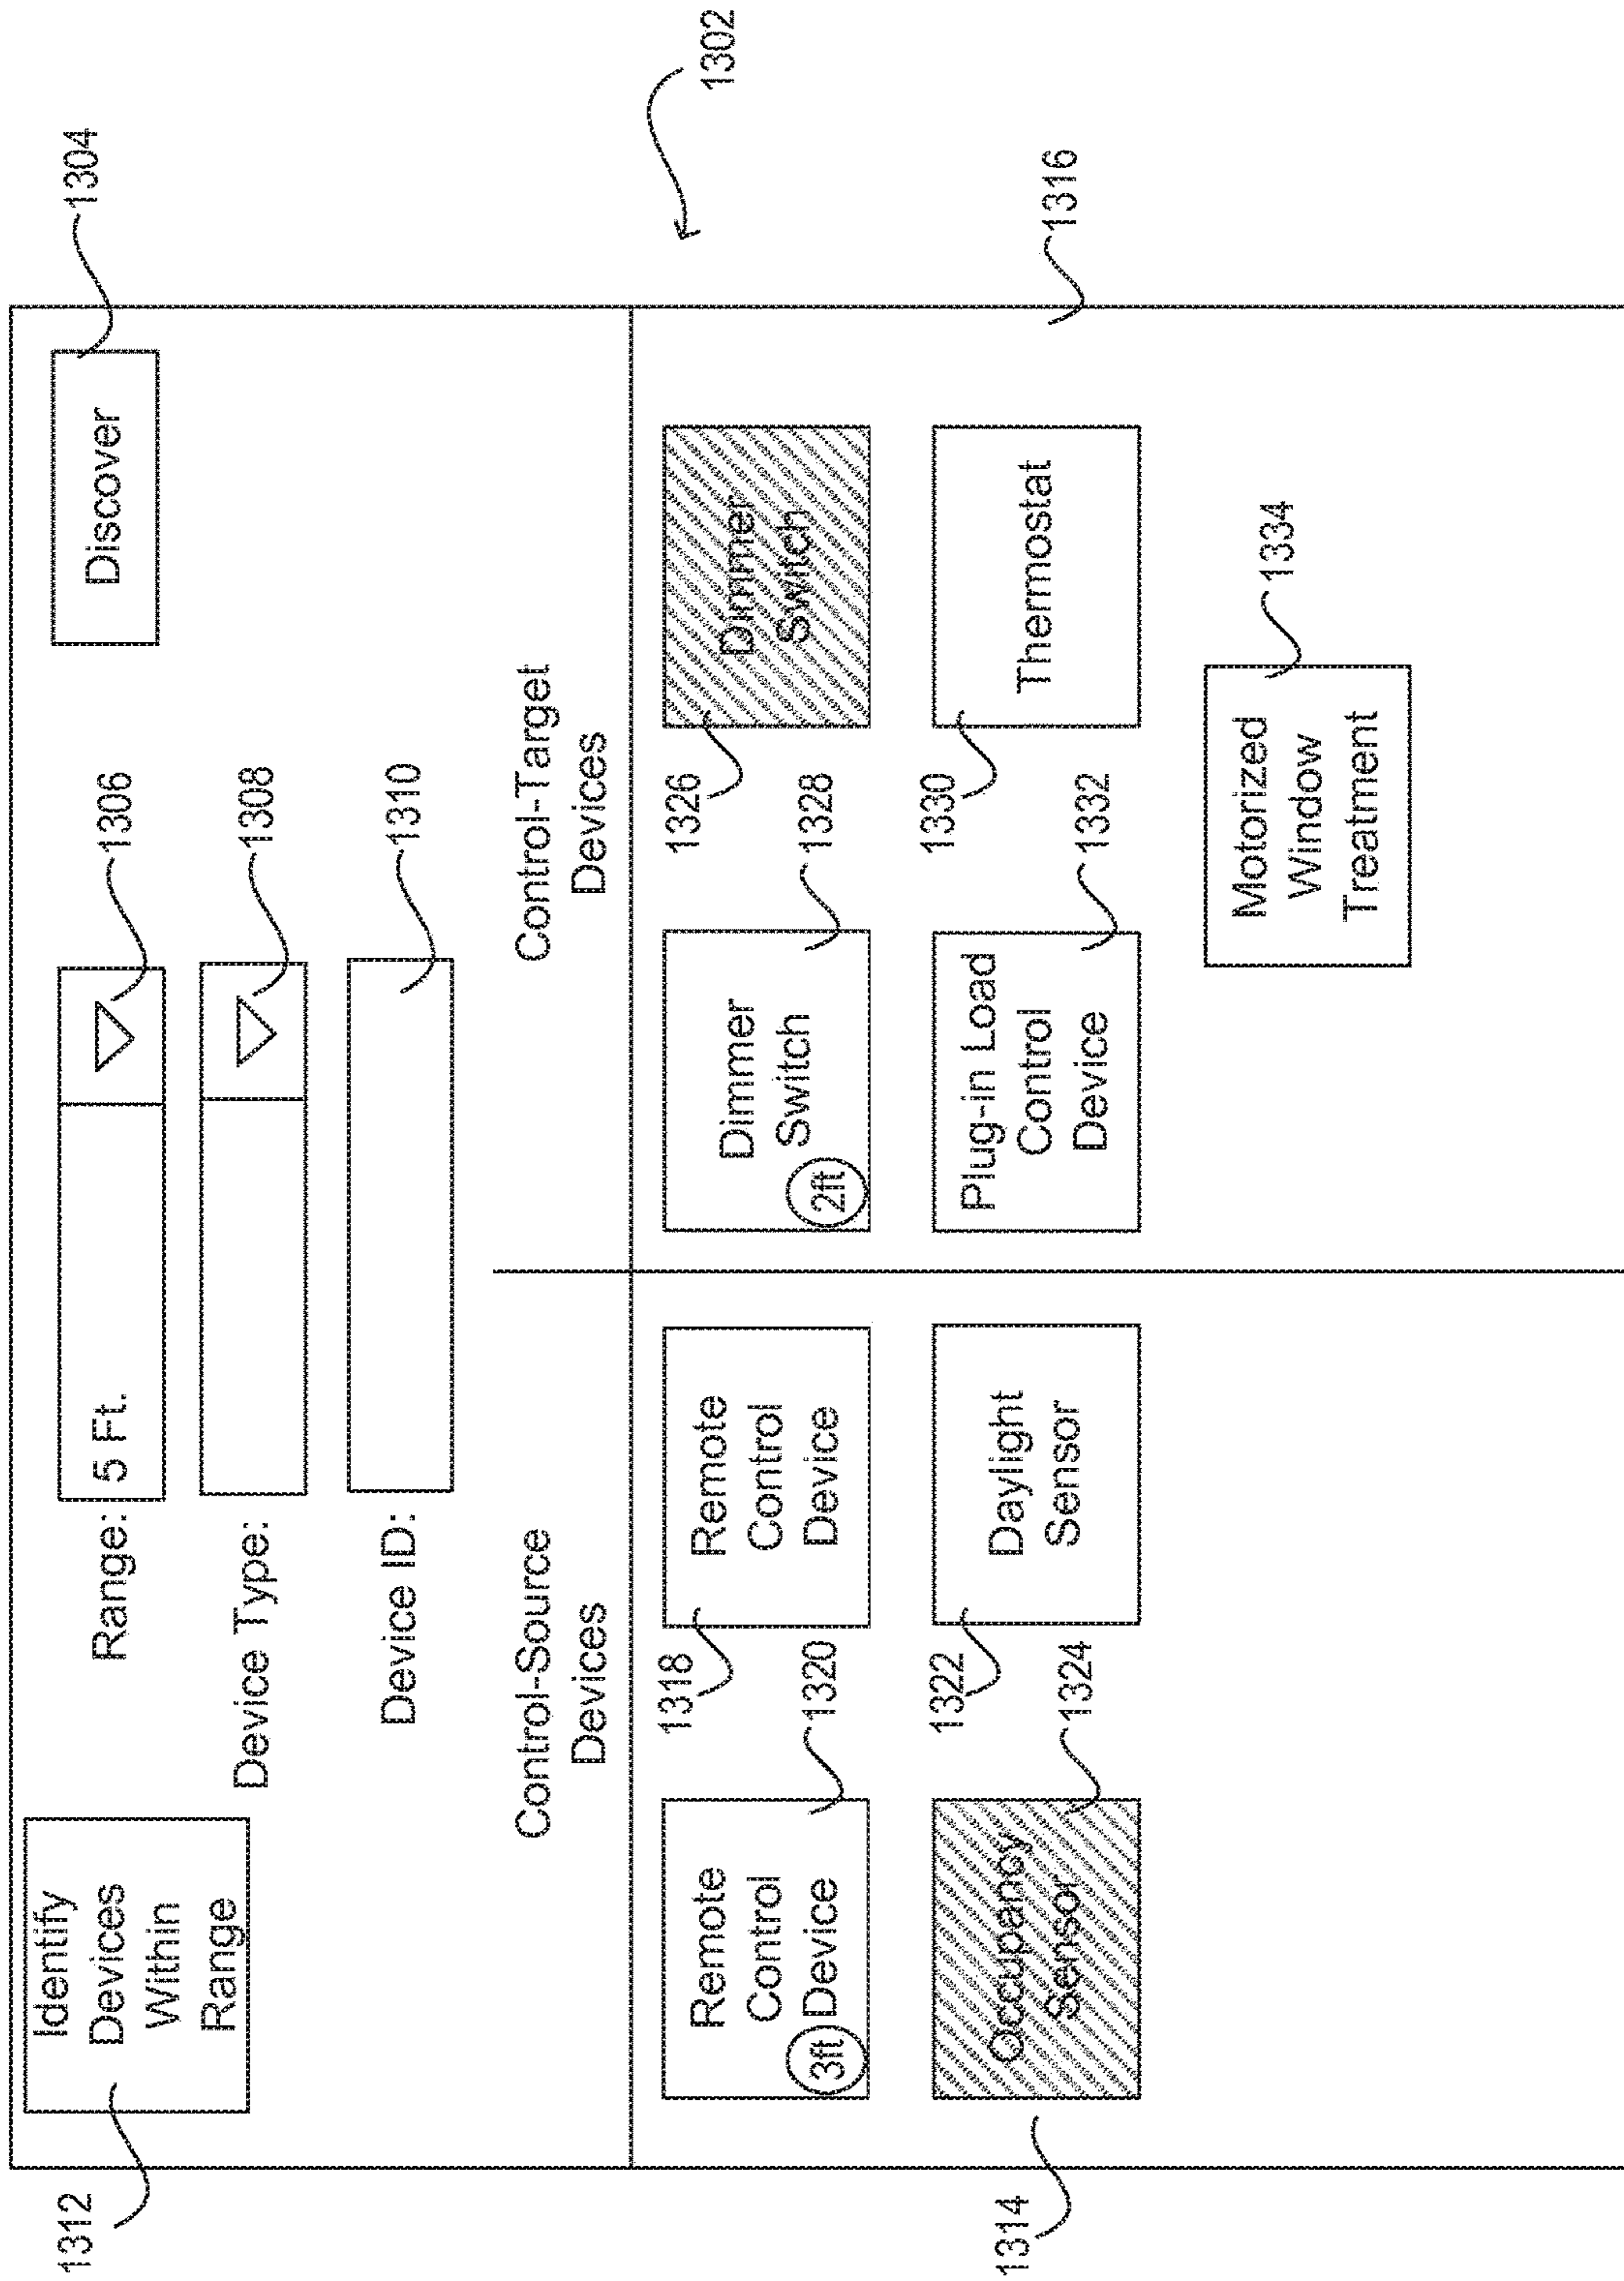 1302
1304
1312
Identify
Devices
Within
Range
Range:
5 Ft.
1306
Discover
Device Type:
1308
Device ID:
1310
Control-Source
Devices
Control-Target
Devices
1314
1316
Remote
Control
Device
3ft
1320
1318
Remote
Control
Device
Dimmer
Switch
2ft
1328
1326
Dimmer
Switch
Occupancy
Sensor
1324
1322
Daylight
Sensor
Plug-in Load
Control
Device
1332
1330
Thermostat
Motorized
Window
Treatment
1334